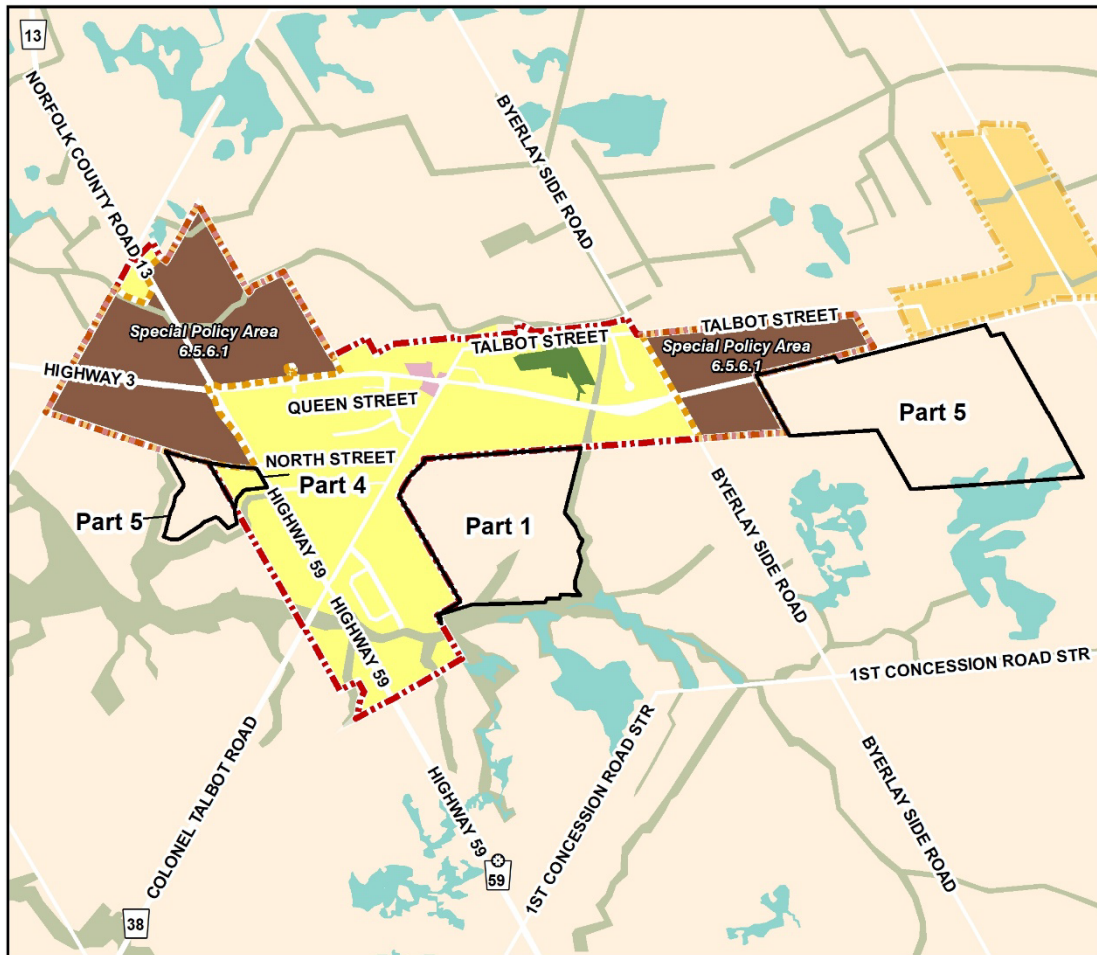 13
NORFOLK COUNTY ROAD 13
BYERLAY SIDE ROAD
Special Policy Area
6.5.6.1
TALBOT STREET
TALBOT STREET
Special Policy Area
6.5.6.1
HIGHWAY 3
QUEEN STREET
Part 5
NORTH STREET
Part 4
Part 5
Part 1
HIGHWAY 59
BYERLAY SIDE ROAD
HIGHWAY 59
1ST CONCESSION ROAD STR
COLONEL TALBOT ROAD
1ST CONCESSION ROAD STR
HIGHWAY 59
BYERLAY SIDE ROAD
59
38